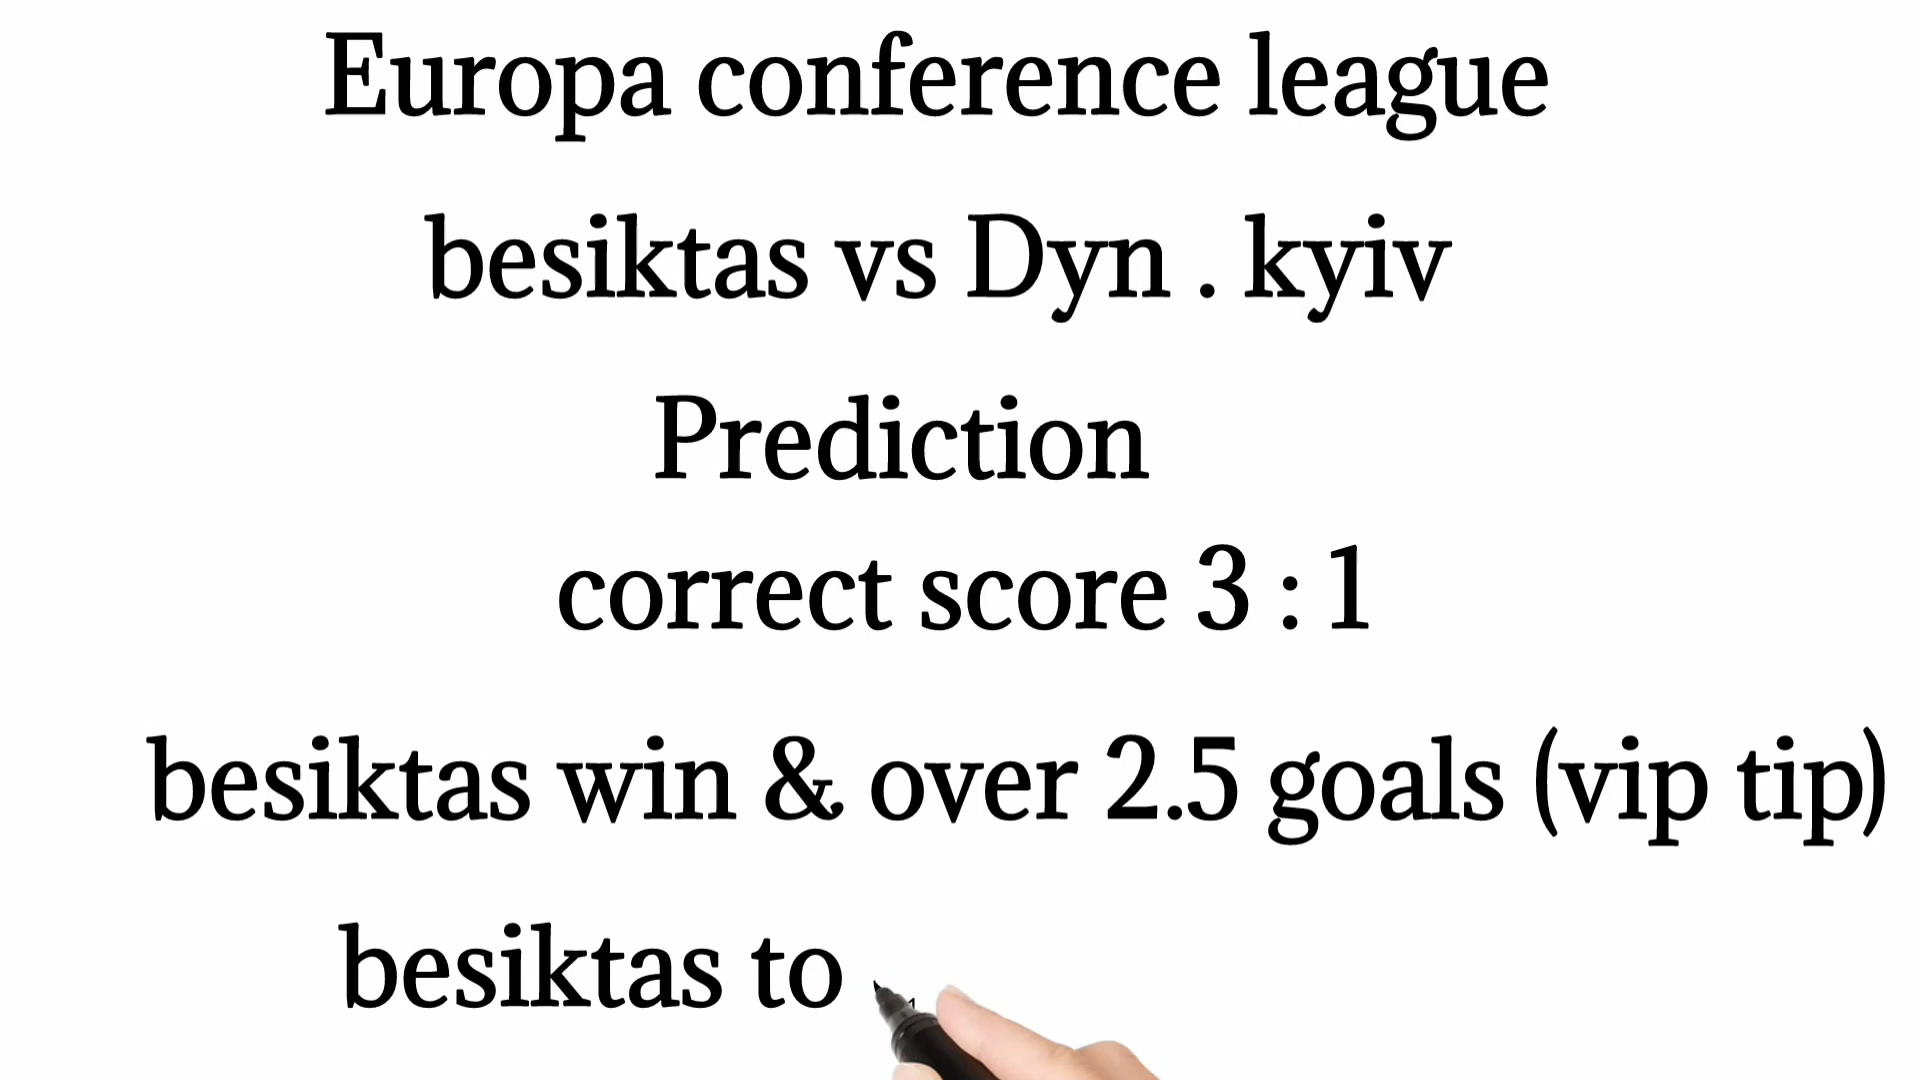 Europa conference league
besiktas vs Dyn . kyiv
Prediction
correct score 3 : 1
besiktas win & over 2.5 goals (vip tip)
besiktas to